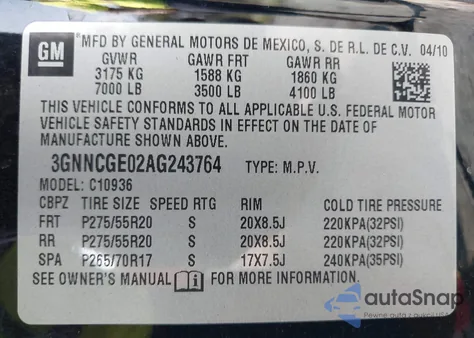 GM MFD BY GENERAL MOTORS DE MEXICO, S. DE R.L. DE C.V. 04/10
GVWR GAWR FRT GAWR RR
3175 KG 1588 KG 1860 KG
7000 LB 3500 LB 4100 LB
THIS VEHICLE CONFORMS TO ALL APPLICABLE U.S. FEDERAL MOTOR
VEHICLE SAFETY STANDARDS IN EFFECT ON THE DATE OF
MANUFACTURE SHOWN ABOVE.
3GNNCGE02AG243764 TYPE: M.P.V.
MODEL: C10936
CBPZ TIRE SIZE SPEED RTG RIM COLD TIRE PRESSURE
FRT P275/55R20 S 20X8.5J 220KPA(32PSI)
RR P275/55R20 S 20X8.5J 220KPA(32PSI)
SPA P265/70R17 S 17X7.5J 240KPA(35PSI)
SEE OWNER'S MANUAL i FOR MORE INFORMATION.
autoSnap
Pewne auta z USA